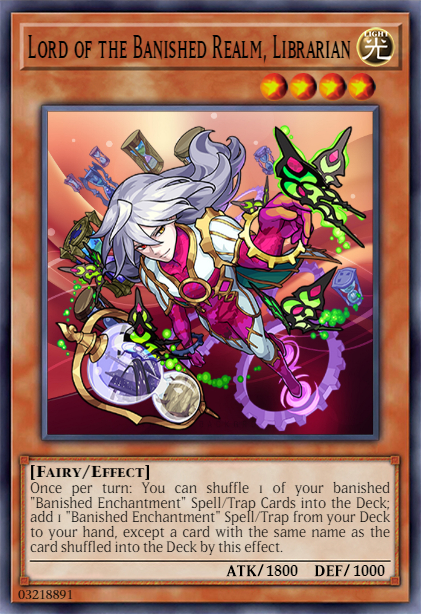 Lord of the Banished Realm, Librarian
LIGHT
光
[Fairy/Effect]
Once per turn: You can shuffle 1 of your banished
"Banished Enchantment" Spell/Trap Cards into the Deck;
add 1 "Banished Enchantment" Spell/Trap from your Deck
to your hand, except a card with the same name as the
card shuffled into the Deck by this effect.
ATK/1800 DEF/1000
03218891